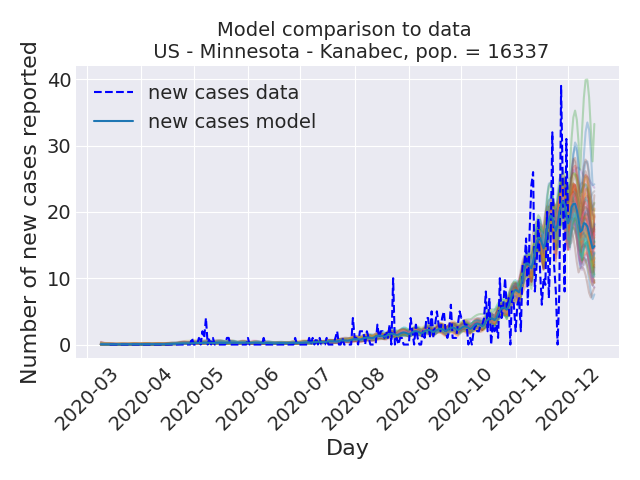 Model comparison to data
US - Minnesota - Kanabec, pop. = 16337
Number of new cases reported
40
30
20
10
0
new cases data
new cases model
2020-03
2020-04
2020-05
2020-06
2020-07
2020-08
2020-09
2020-10
2020-11
2020-12
Day